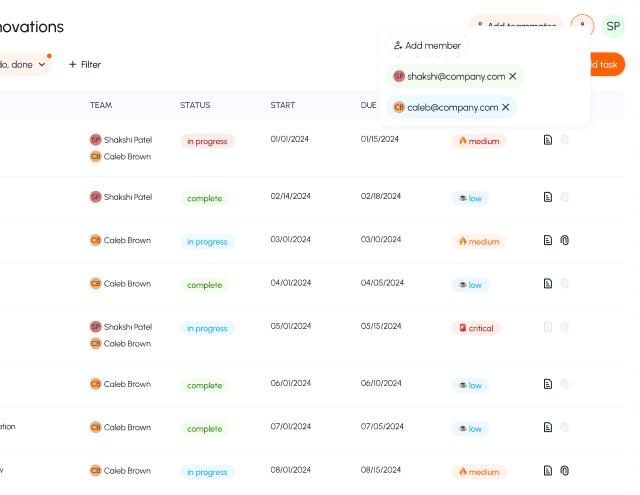 novations
Add teammates
SP
o, done
Filter
Add member
d task
SP shakshi@company.com
CB caleb@company.com
TEAM STATUS START DUE
SP Shakshi Patel in progress 01/01/2024 01/15/2024 medium
CB Caleb Brown
SP Shakshi Patel complete 02/14/2024 02/18/2024 low
CB Caleb Brown in progress 03/01/2024 03/10/2024 medium
CB Caleb Brown complete 04/01/2024 04/05/2024 low
SP Shakshi Patel in progress 05/01/2024 05/15/2024 critical
CB Caleb Brown
CB Caleb Brown complete 06/01/2024 06/10/2024 low
ation CB Caleb Brown complete 07/01/2024 07/05/2024 low
y CB Caleb Brown in progress 08/01/2024 08/15/2024 medium